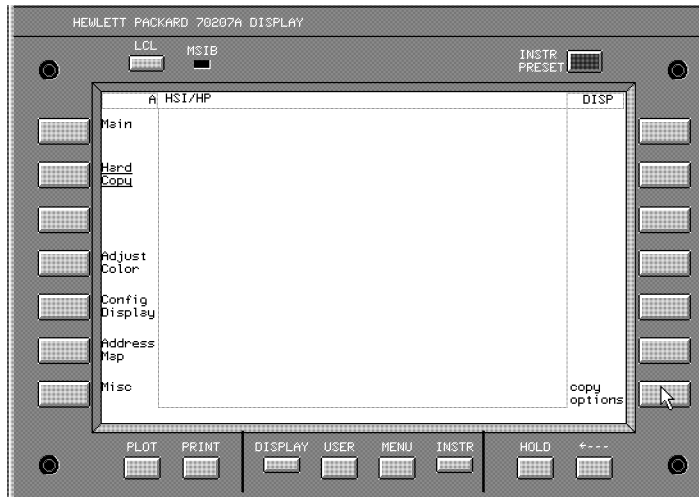 HEWLETT PACKARD 70207A DISPLAY
LCL
MSIB
INSTR
PRESET
A HSI/HP
DISP
Main
Hard
Copy
Adjust
Color
Config
Display
Address
Map
Misc
copy
options
PLOT PRINT DISPLAY USER MENU INSTR HOLD ←---